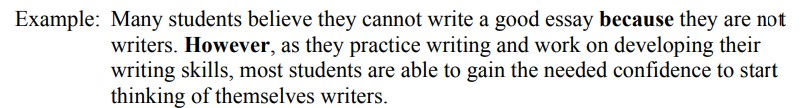 Example: Many students believe they cannot write a good essay because they are not
writers. However, as they practice writing and work on developing their
writing skills, most students are able to gain the needed confidence to start
thinking of themselves writers.